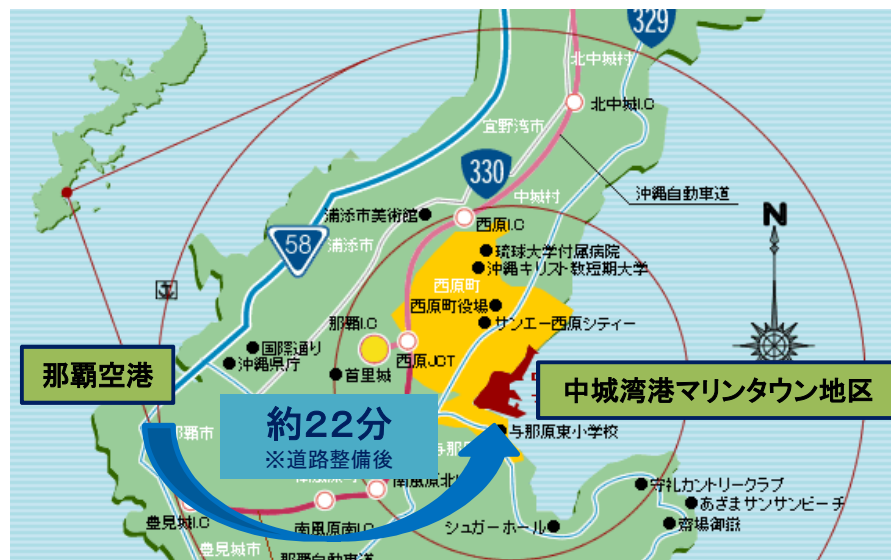 329
北中城村
北中城I.C
宜野湾市
330
中城村
沖縄自動車道
N
浦添市美術館
西原I.C
58
浦添市
琉球大学付属病院
沖縄キリスト教短期大学
西原町
西原町役場
サンエー西原シティー
那覇I.C
国際通り
西原JCT
沖縄県庁
首里城
那覇空港
中城湾港マリンタウン地区
約22分
※道路整備後
那覇市
与那原東小学校
南風原北I.
守礼カントリークラブ
あざまサンサンビーチ
豊見城I.C
南風原南I.C
シュガーホール
斎場御嶽
豊見城市
那覇自動車道